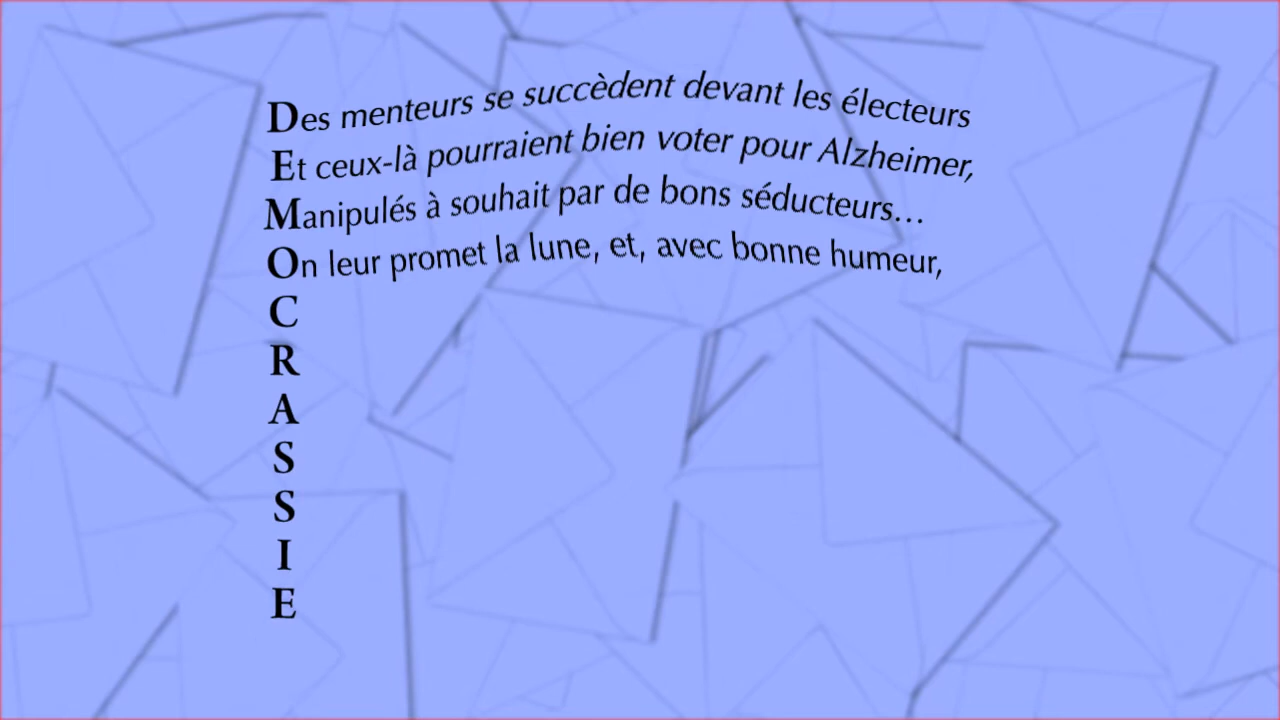 Des menteurs se succèdent devant les électeurs
Et ceux-là pourraient bien voter pour Alzheimer,
Manipulés à souhait par de bons séducteurs…
On leur promet la lune, et, avec bonne humeur,
C
R
A
S
S
I
E